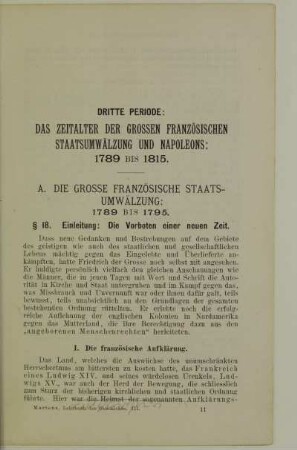 DRITTE PERIODE:
DAS ZEITALTER DER GROSSEN FRANZÖSISCHEN
STAATSUMWÄLZUNG UND NAPOLEONS:
1789 BIS 1815.
A. DIE GROSSE FRANZÖSISCHE STAATS-
UMWÄLZUNG:
1789 BIS 1795.
§ 18. Einleitung: Die Vorboten einer neuen Zeit.
Dass neue Gedanken und Bestrebungen auf dem Gebiete
des geistigen wie auch des staatlichen und gesellschaftlichen
Lebens mächtig gegen das Eingelebte und Überlieferte an-
kämpften, hatte Friedrich der Grosse noch selbst mit angesehen.
Er huldigte persönlich vielfach den gleichen Anschauungen wie
die Männer, die in jenen Tagen mit Wort und Schrift die Auto-
rität in Kirche und Staat untergruben und im Kampf gegen das,
was Missbrauch und Unvernunft war oder ihnen dafür galt, teils
bewusst, teils unabsichtlich an den Grundlagen der gesamten
bestehenden Ordnung rüttelten. Er erlebte noch die erfolg-
reiche Auflehnung der englischen Kolonien in Nordamerika
gegen das Mutterland, die ihre Berechtigung dazu aus den
„angeborenen Menschenrechten" herleiteten.
I. Die französische Aufklärung.
Das Land, welches die Auswüchse des unumschränkten
Herrschertums am bittersten zu kosten hatte, das Frankreich
eines Ludwig XIV. und seines würdelosen Urenkels, Lud-
wigs XV., war auch der Herd der Bewegung, die schliesslich
zum Sturz der bisherigen kirchlichen und staatlichen Ordnung
führte. Hier war die Heimat der sogenannten Aufklärungs-
Martens, Lehrbuch der Geschichte. III. 11